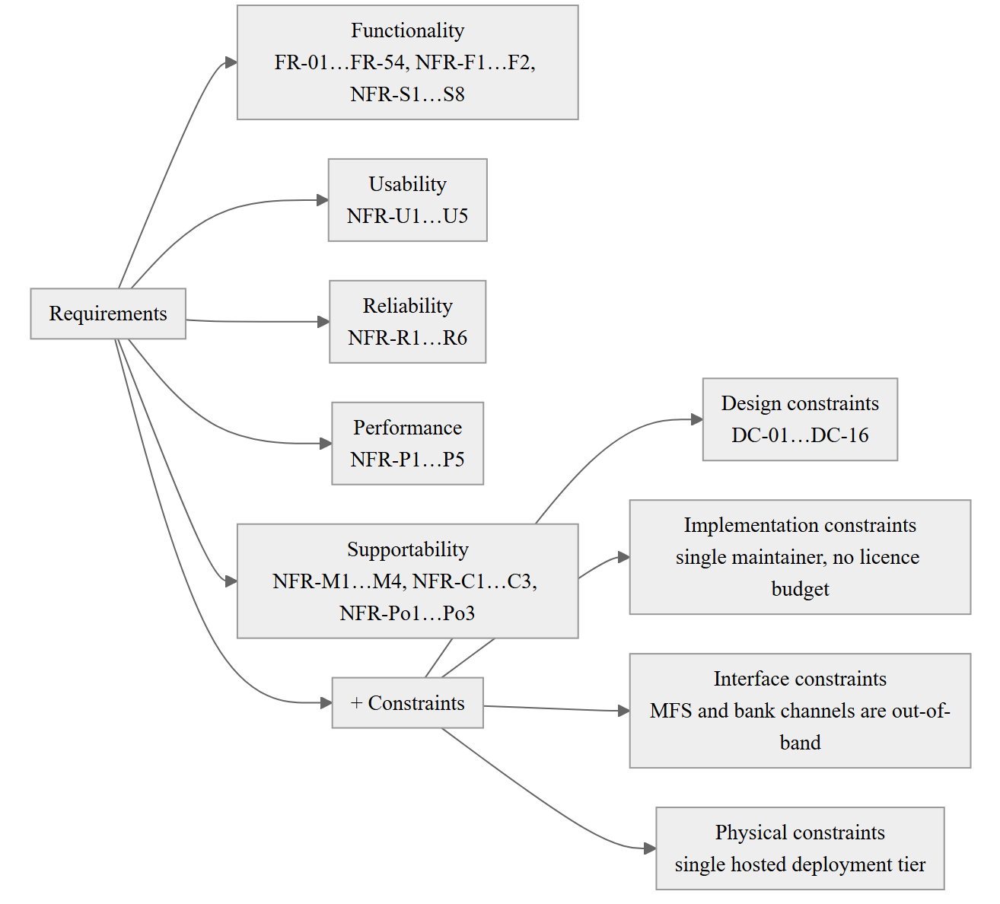 Functionality
FR-01…FR-54, NFR-F1…F2,
NFR-S1…S8
Usability
NFR-U1…U5
Requirements
Reliability
NFR-R1…R6
Performance
NFR-P1…P5
Supportability
NFR-M1…M4, NFR-C1…C3,
NFR-Po1…Po3
+ Constraints
Design constraints
DC-01…DC-16
Implementation constraints
single maintainer, no licence
budget
Interface constraints
MFS and bank channels are out-of-
band
Physical constraints
single hosted deployment tier